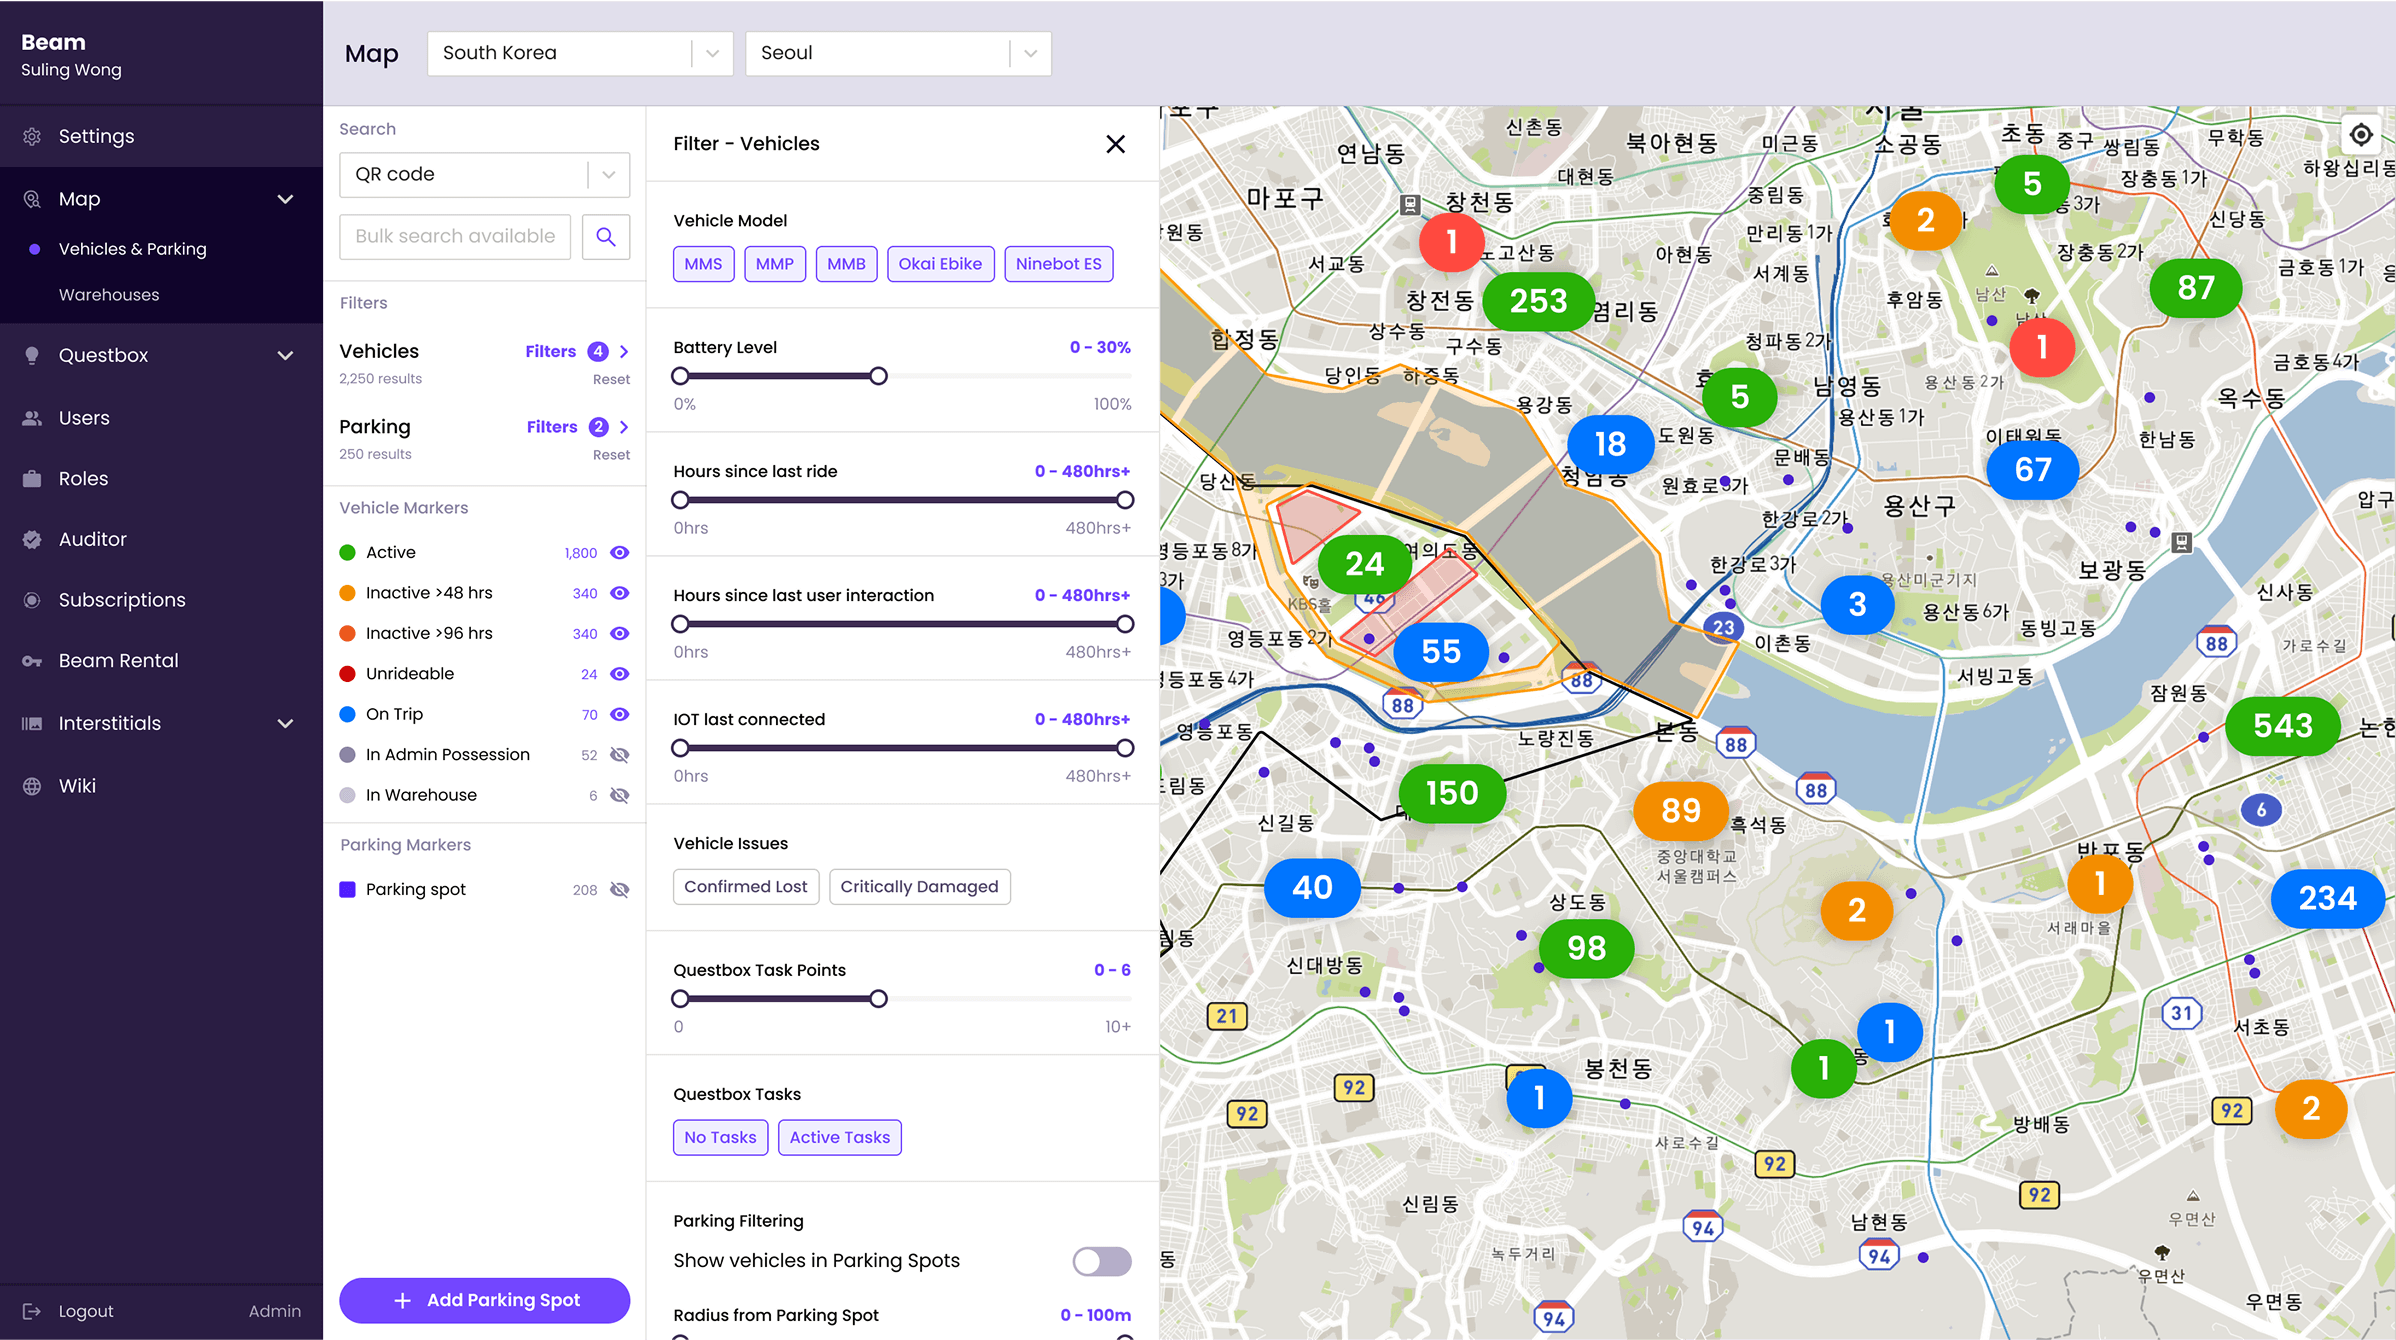 Beam
Suling Wong
Settings
Map
Vehicles & Parking
Warehouses
Questbox
Users
Roles
Auditor
Subscriptions
Beam Rental
Interstitials
Wiki
Logout
Admin
Map
South Korea
Seoul
Search
QR code
Bulk search available
Filters
Vehicles
Filters 4
2,250 results
Reset
Parking
Filters 2
250 results
Reset
Vehicle Markers
Active 1,800
Inactive >48 hrs 340
Inactive >96 hrs 340
Unrideable 24
On Trip 70
In Admin Possession 52
In Warehouse 6
Parking Markers
Parking spot 208
+ Add Parking Spot
Filter - Vehicles
Vehicle Model
MMS MMP MMB Okai Ebike Ninebot ES
Battery Level 0 - 30%
0% 100%
Hours since last ride 0 - 480hrs+
0hrs 480hrs+
Hours since last user interaction 0 - 480hrs+
0hrs 480hrs+
IOT last connected 0 - 480hrs+
0hrs 480hrs+
Vehicle Issues
Confirmed Lost Critically Damaged
Questbox Task Points 0 - 6
0 10+
Questbox Tasks
No Tasks Active Tasks
Parking Filtering
Show vehicles in Parking Spots
Radius from Parking Spot 0 - 100m
신촌동
북아현동
미근동
소공동
초동
중구
쌍림동
무학동
연남동
대현동
하왕십리동
장충동1가
마포구
창천동
중림동
5
2
신당동
만리동1가
1
노고산동
아현동
서교동
서계동
장충동2가
금호동1가
87
253
창전동
염리동
후암동
남산
합정동
상수동
구수동
청파동2가
1
금호동4가
당인동
하중동
용강동
5
남영동
용산동2가
옥수동
용산동1가
18
도원동
이태원동
한남동
문배동
67
당산동
청암동
원효로3가
용산구
한강로2가
영등포동8가
여의도동
24
한강로3가
용산미군기지
보광동
46
KBS홀
3
용산동6가
신사동
영등포동2가
55
23
이촌동
동빙고동
88
가로수길
영등포동4가
88
88
서빙고동
잠원동
영등포동
노량진동
본동
88
543
도림동
150
88
89
흑석동
6
신길동
중앙대학교
서울캠퍼스
반포동
40
1
234
상도동
2
서래마을
98
신대방동
21
31
서초동
1
1
봉천동
92
92
1
92
2
방배동
샤로수길
92
92
신림동
94
남현동
우면산
녹두거리
94
우면산
우면동
94